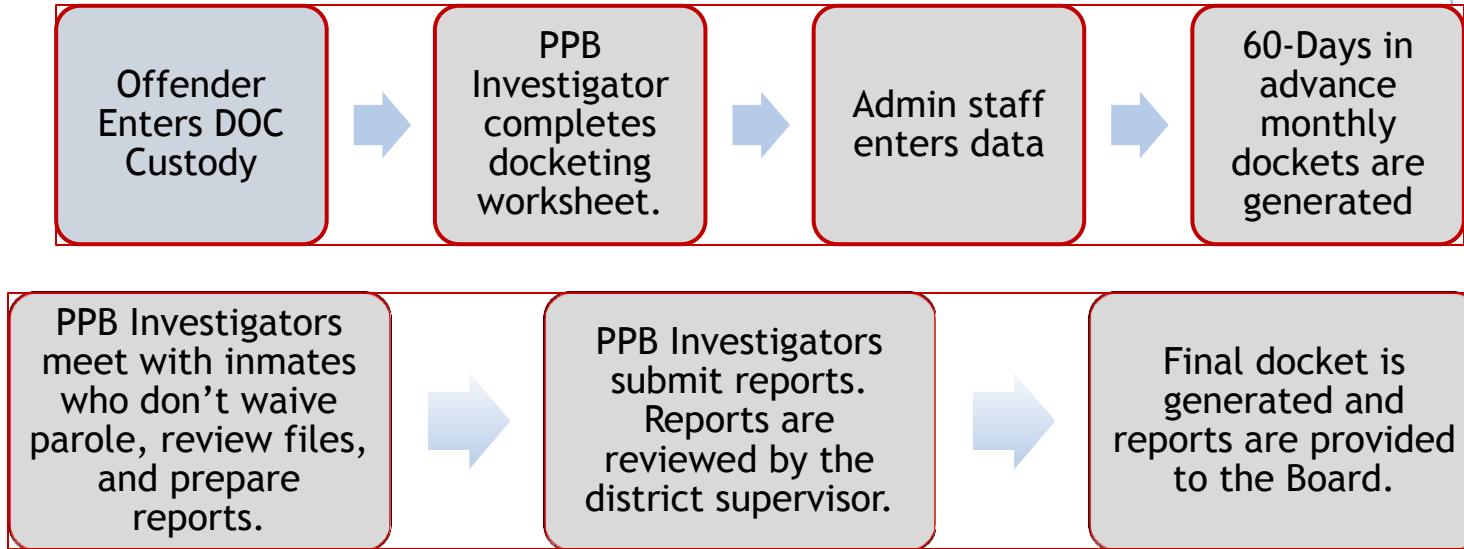 Offender
Enters DOC
Custody
PPB
Investigator
completes
docketing
worksheet.
Admin staff
enters data
60-Days in
advance
monthly
dockets are
generated
PPB Investigators
meet with inmates
who don’t waive
parole, review files,
and prepare
reports.
PPB Investigators
submit reports.
Reports are
reviewed by the
district supervisor.
Final docket is
generated and
reports are provided
to the Board.